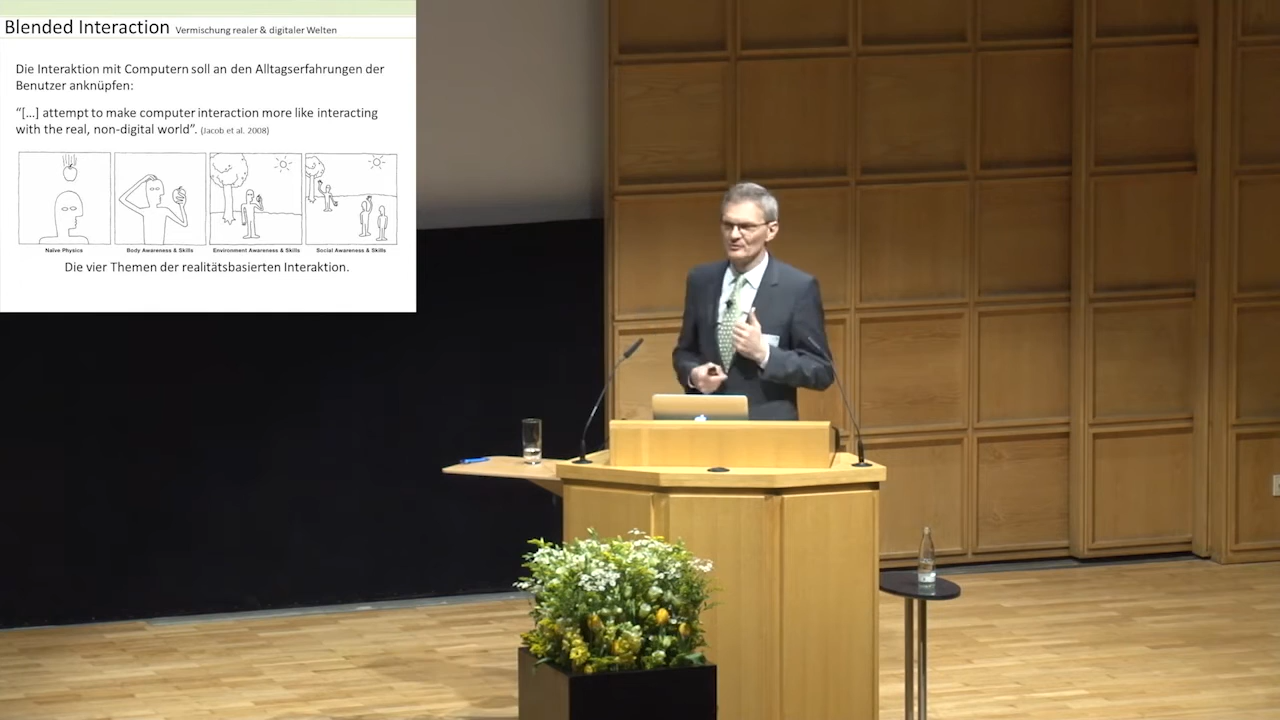 Blended Interaction Vermischung realer & digitaler Welten
Die Interaktion mit Computern soll an den Alltagserfahrungen der
Benutzer anknüpfen:
“[…] attempt to make computer interaction more like interacting
with the real, non-digital world”. (Jacob et al. 2008)
Naïve Physics
Body Awareness & Skills
Environment Awareness & Skills
Social Awareness & Skills
Die vier Themen der realitätsbasierten Interaktion.